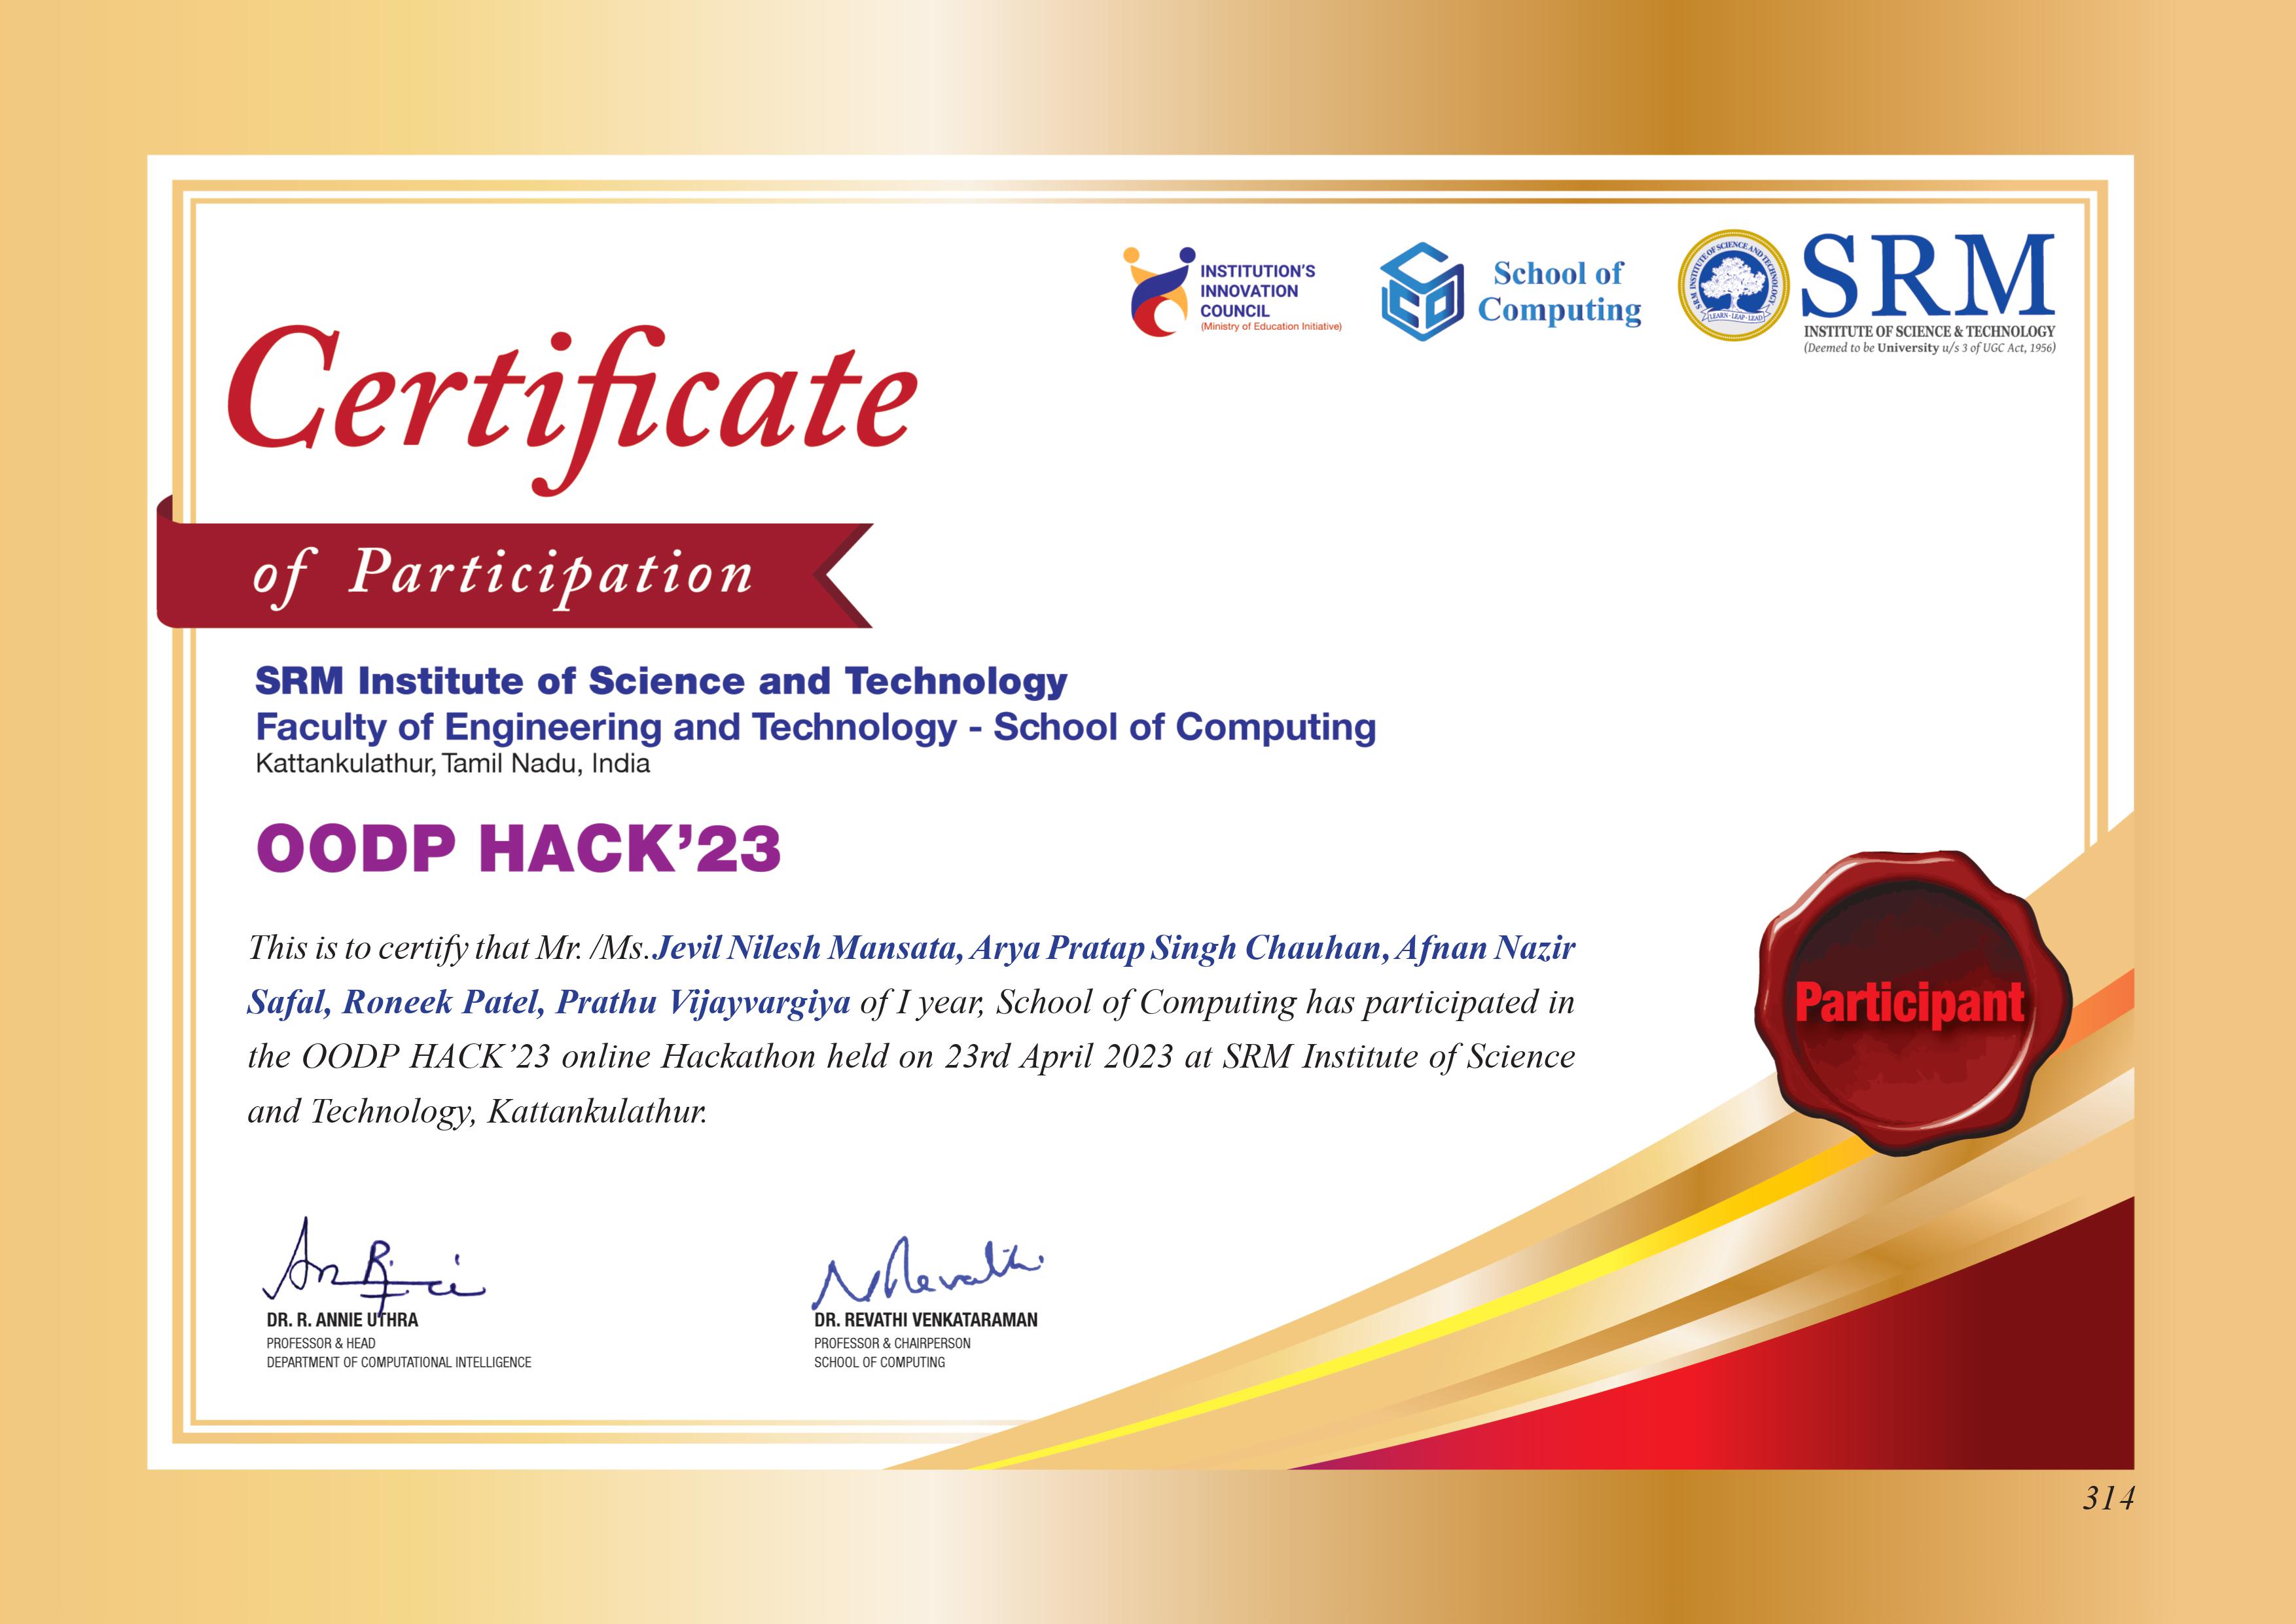 INSTITUTION'S
INNOVATION
COUNCIL
(Ministry of Education Initiative)
School of
Computing
SRM INSTITUTE OF SCIENCE AND TECHNOLOGY
LEARN - LEAP - LEAD
SRM
INSTITUTE OF SCIENCE & TECHNOLOGY
(Deemed to be University u/s 3 of UGC Act, 1956)
Certificate
of Participation
SRM Institute of Science and Technology
Faculty of Engineering and Technology - School of Computing
Kattankulathur, Tamil Nadu, India
OODP HACK’23
This is to certify that Mr. /Ms.Jevil Nilesh Mansata, Arya Pratap Singh Chauhan, Afnan Nazir
Safal, Roneek Patel, Prathu Vijayvargiya of I year, School of Computing has participated in
the OODP HACK’23 online Hackathon held on 23rd April 2023 at SRM Institute of Science
and Technology, Kattankulathur.
Participant
DR. R. ANNIE UTHRA
PROFESSOR & HEAD
DEPARTMENT OF COMPUTATIONAL INTELLIGENCE
N Revathi
DR. REVATHI VENKATARAMAN
PROFESSOR & CHAIRPERSON
SCHOOL OF COMPUTING
314